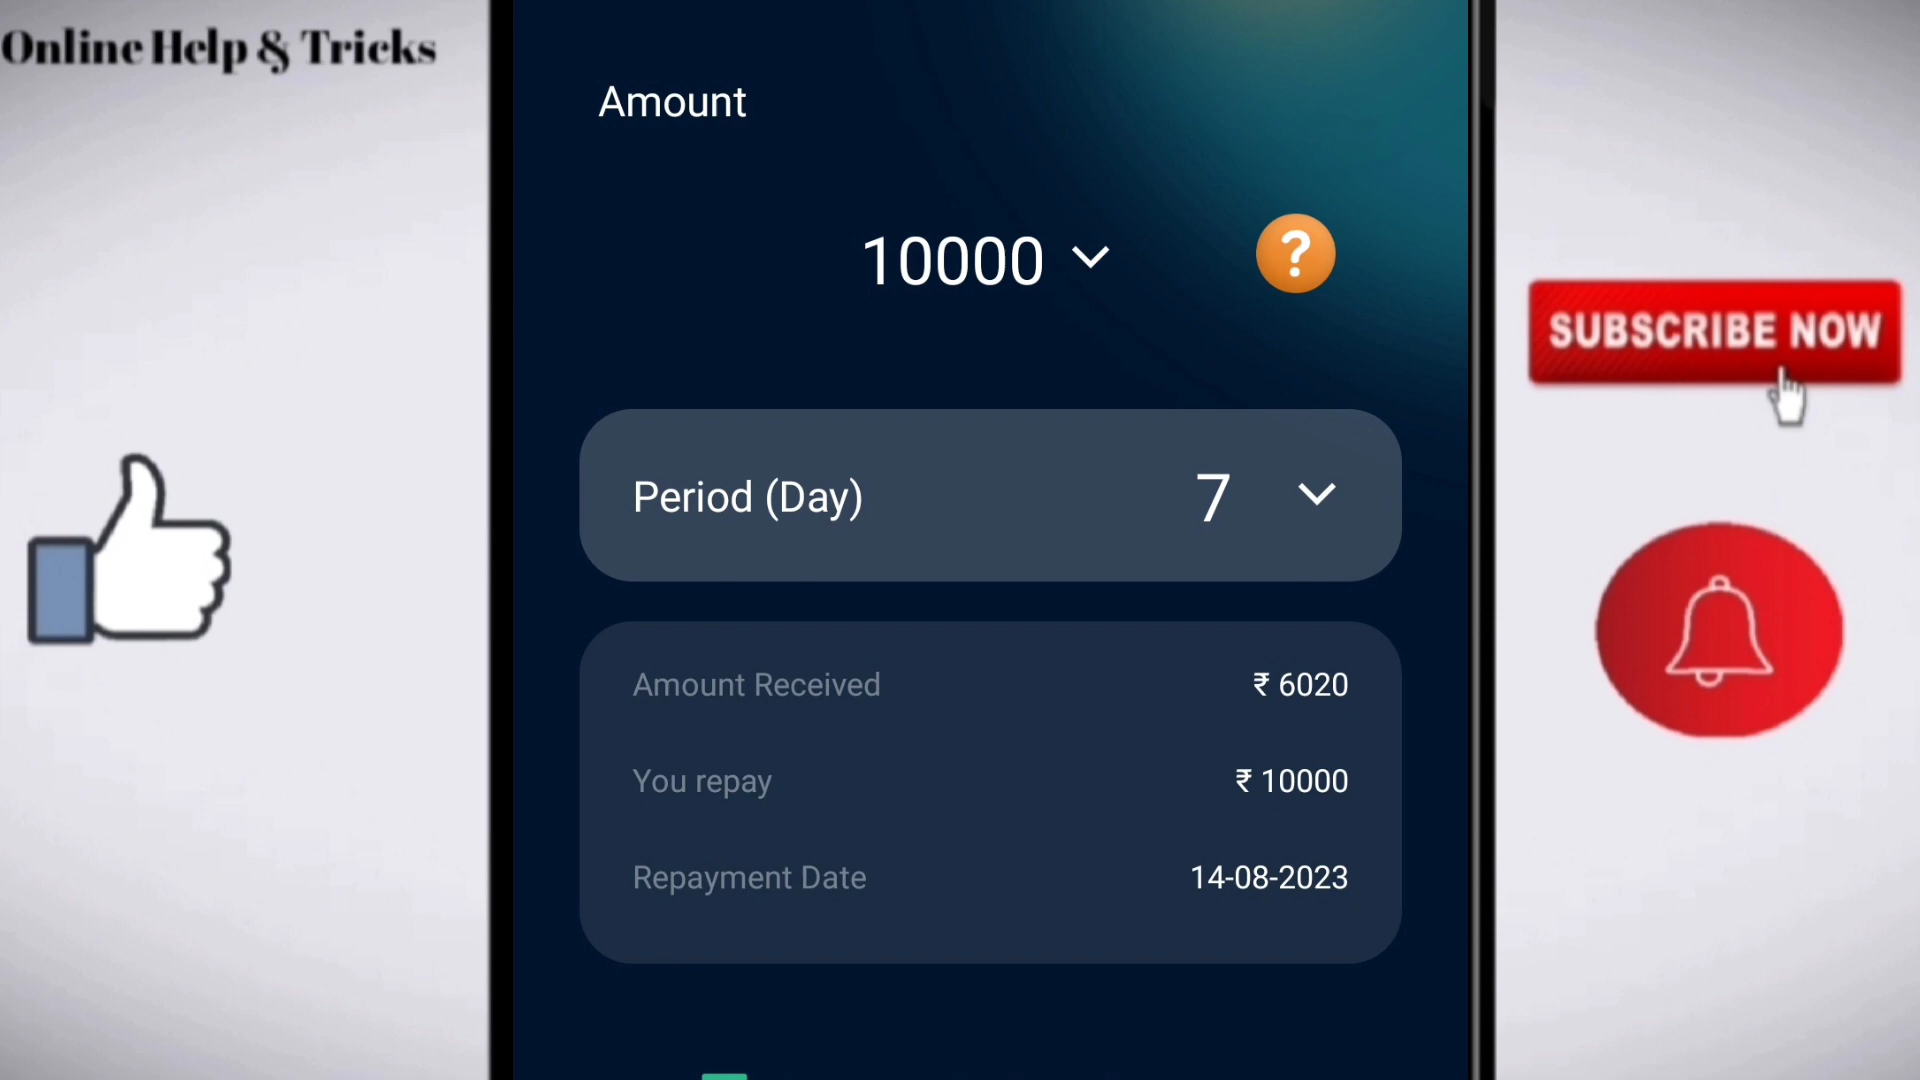 Online Help & Tricks
Amount
10000
?
SUBSCRIBE NOW
Period (Day) 7
Amount Received ₹ 6020
You repay ₹ 10000
Repayment Date 14-08-2023